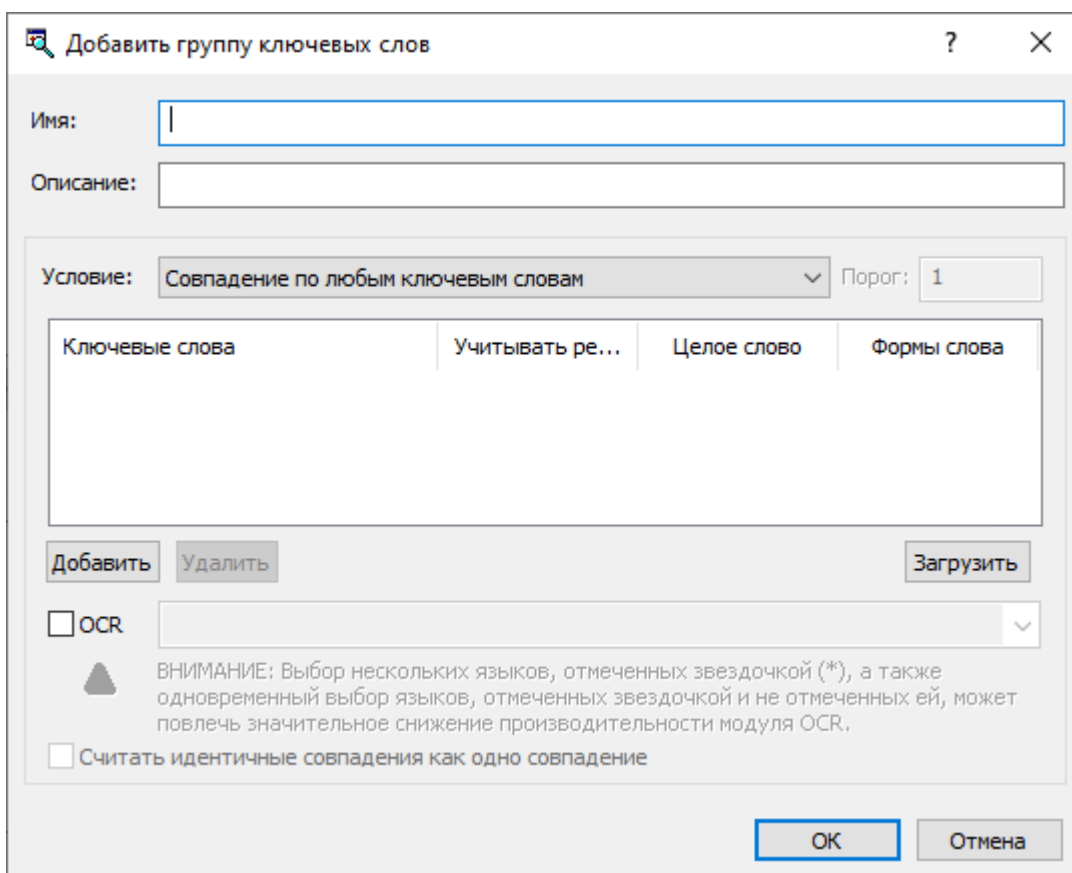 Добавить группу ключевых слов ?
Имя:
Описание:
Условие: Совпадение по любым ключевым словам Порог: 1
Ключевые слова Учитывать ре... Целое слово Формы слова
Добавить Удалить Загрузить
OCR
ВНИМАНИЕ: Выбор нескольких языков, отмеченных звездочкой (*), а также
одновременный выбор языков, отмеченных звездочкой и не отмеченных ей, может
повлечь значительное снижение производительности модуля OCR.
Считать идентичные совпадения как одно совпадение
ОК Отмена